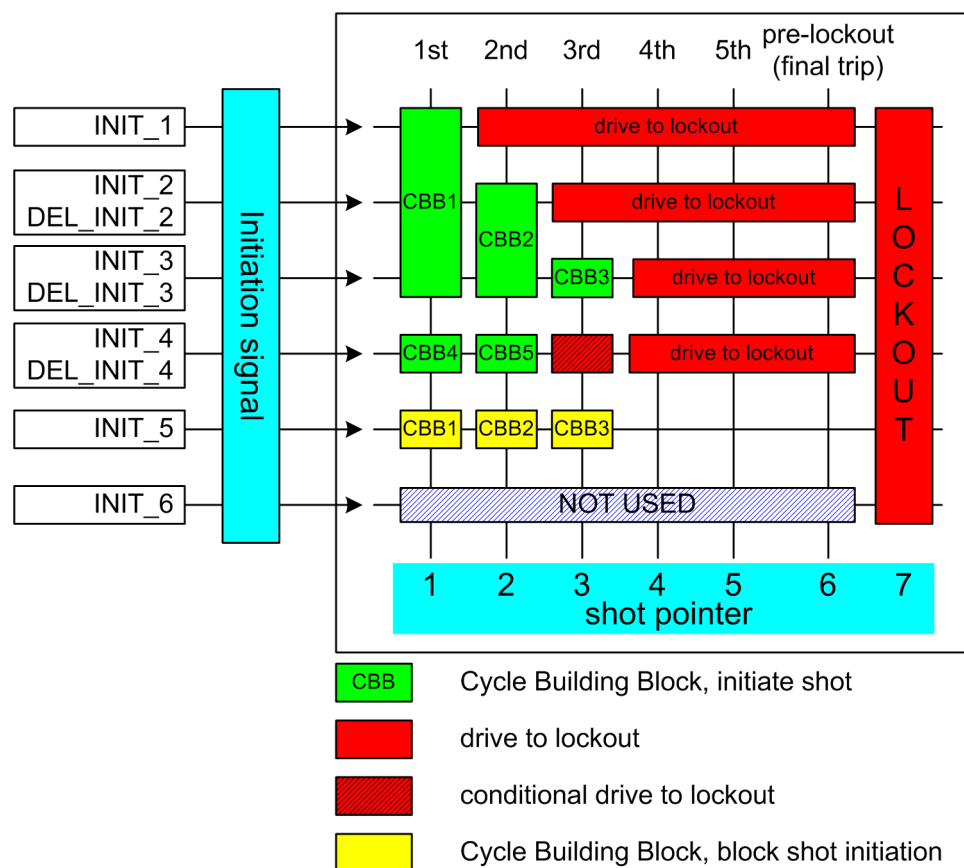 1st 2nd 3rd 4th 5th pre-lockout
(final trip)
INIT_1
drive to lockout
INIT_2
DEL_INIT_2
CBB1
CBB2
drive to lockout
INIT_3
DEL_INIT_3
CBB3
drive to lockout
INIT_4
DEL_INIT_4
CBB4
CBB5
drive to lockout
INIT_5
CBB1
CBB2
CBB3
INIT_6
NOT USED
Initiation signal
LOCKOUT
1 2 3 4 5 6 7
shot pointer
CBB Cycle Building Block, initiate shot
drive to lockout
conditional drive to lockout
Cycle Building Block, block shot initiation